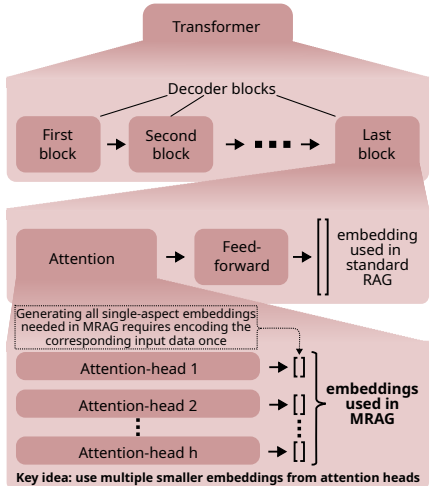 Transformer
Decoder blocks
First
block
Second
block
Last
block
Attention
Feed-
forward
embedding
used in
standard
RAG
Generating all single-aspect embeddings
needed in MRAG requires encoding the
corresponding input data once
Attention-head 1
Attention-head 2
Attention-head h
embeddings
used in
MRAG
Key idea: use multiple smaller embeddings from attention heads